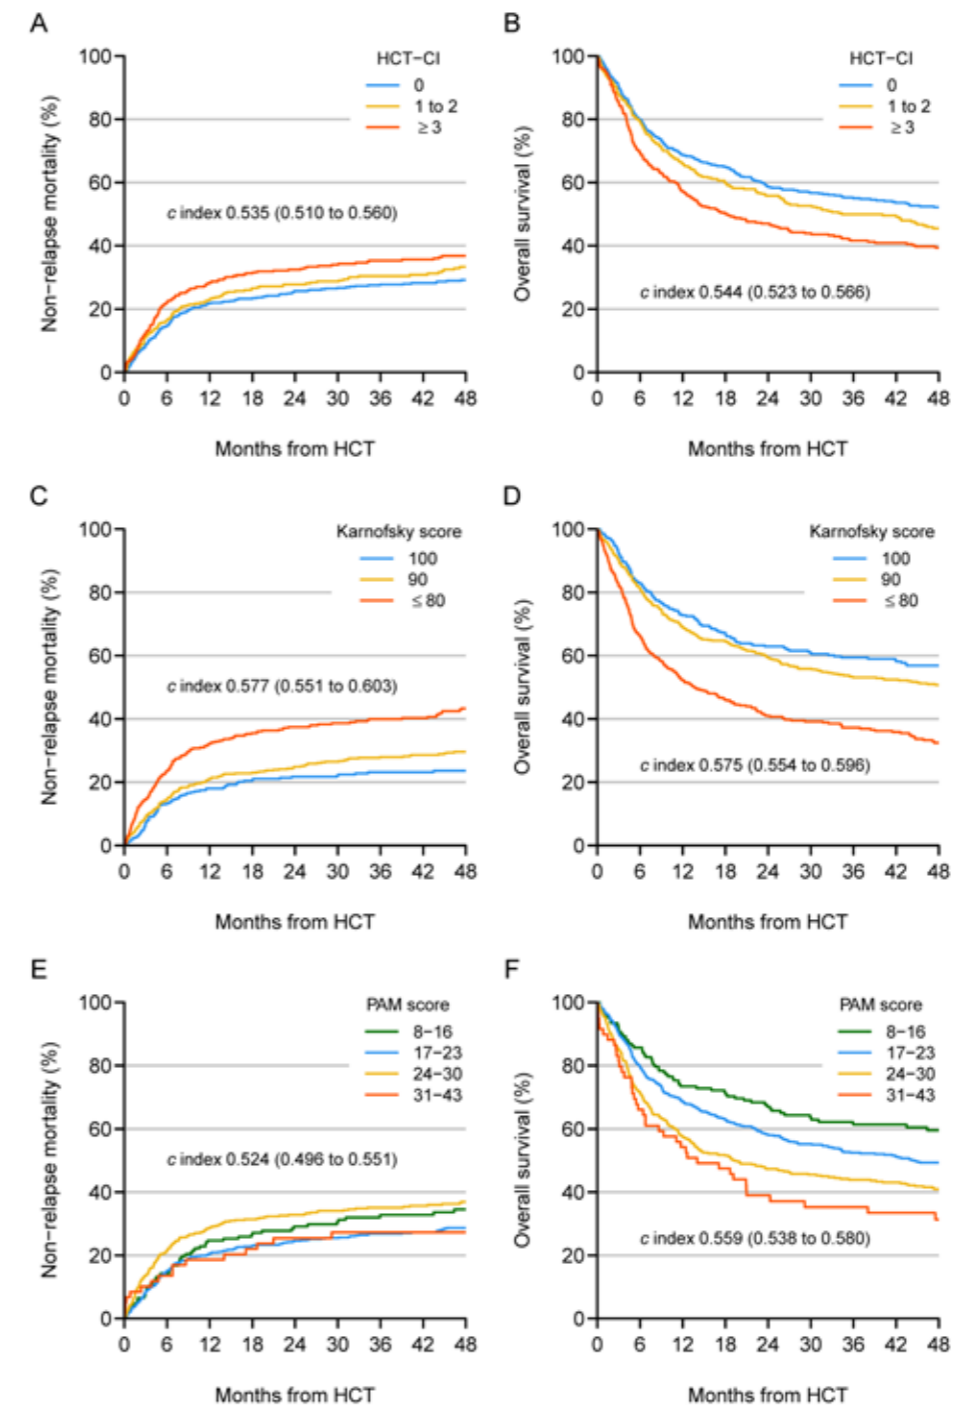 A
Non−relapse mortality (%)
100
80
60
40
20
0
HCT−CI
0
1 to 2
≥ 3
c index 0.535 (0.510 to 0.560)
0 6 12 18 24 30 36 42 48
Months from HCT
B
Overall survival (%)
100
80
60
40
20
0
HCT−CI
0
1 to 2
≥ 3
c index 0.544 (0.523 to 0.566)
0 6 12 18 24 30 36 42 48
Months from HCT
C
Non−relapse mortality (%)
100
80
60
40
20
0
Karnofsky score
100
90
≤ 80
c index 0.577 (0.551 to 0.603)
0 6 12 18 24 30 36 42 48
Months from HCT
D
Overall survival (%)
100
80
60
40
20
0
Karnofsky score
100
90
≤ 80
c index 0.575 (0.554 to 0.596)
0 6 12 18 24 30 36 42 48
Months from HCT
E
Non−relapse mortality (%)
100
80
60
40
20
0
PAM score
8−16
17−23
24−30
31−43
c index 0.524 (0.496 to 0.551)
0 6 12 18 24 30 36 42 48
Months from HCT
F
Overall survival (%)
100
80
60
40
20
0
PAM score
8−16
17−23
24−30
31−43
c index 0.559 (0.538 to 0.580)
0 6 12 18 24 30 36 42 48
Months from HCT